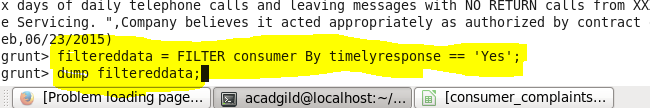 x days of daily telephone calls and leaving messages with NO RETURN calls from XX
e Servicing. ",Company believes it acted appropriately as authorized by contract
eb,06/23/2015)
grunt> filtereddata = FILTER consumer By timelyresponse == 'Yes';
grunt> dump filtereddata;
[Problem loading page... acadgild@localhost:~/... [consumer_complaints...